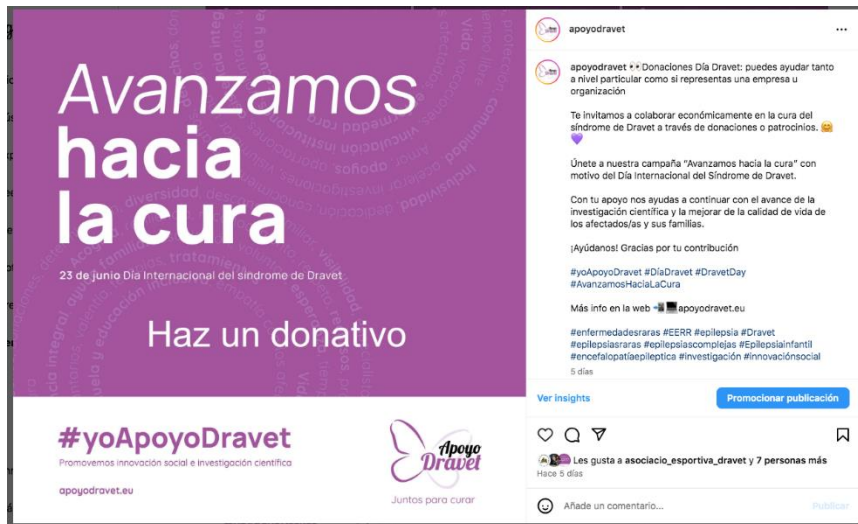 Avanzamos
hacia
la cura
23 de junio Día Internacional del síndrome de Dravet
Haz un donativo
#yoApoyoDravet
Promovemos innovación social e investigación científica
apoyodravet.eu
Apoyo
Dravet
Juntos para curar
apoyodravet
apoyodravet 👀Donaciones Día Dravet: puedes ayudar tanto
a nivel particular como si representas una empresa u
organización
Te invitamos a colaborar económicamente en la cura del
síndrome de Dravet a través de donaciones o patrocinios. 🤗
💜
Únete a nuestra campaña “Avanzamos hacia la cura” con
motivo del Día Internacional del Síndrome de Dravet.
Con tu apoyo nos ayudas a continuar con el avance de la
investigación científica y la mejorar de la calidad de vida de
los afectados/as y sus familias.
¡Ayúdanos! Gracias por tu contribución
#yoApoyoDravet #DíaDravet #DravetDay
#AvanzamosHaciaLaCura
Más info en la web 📲💻apoyodravet.eu
#enfermedadesraras #EERR #epilepsia #Dravet
#epilepsiasraras #epilepsiascomplejas #Epilepsiainfantil
#encefalopatíaepileptica #investigación #innovaciónsocial
5 días
Ver insights
Promocionar publicación
Les gusta a asociacio_esportiva_dravet y 7 personas más
Hace 5 días
Añade un comentario...
Publicar